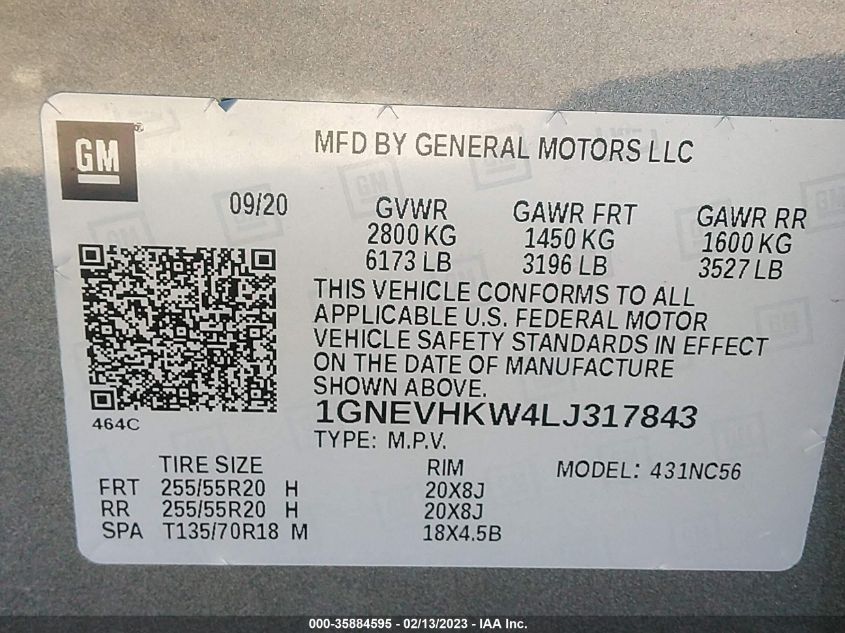 GM
MFD BY GENERAL MOTORS LLC
09/20
GVWR GAWR FRT GAWR RR
2800 KG 1450 KG 1600 KG
6173 LB 3196 LB 3527 LB
THIS VEHICLE CONFORMS TO ALL
APPLICABLE U.S. FEDERAL MOTOR
VEHICLE SAFETY STANDARDS IN EFFECT
ON THE DATE OF MANUFACTURE
SHOWN ABOVE.
464C
1GNEVHKW4LJ317843
TYPE: M.P.V.
TIRE SIZE RIM MODEL: 431NC56
FRT 255/55R20 H 20X8J
RR 255/55R20 H 20X8J
SPA T135/70R18 M 18X4.5B
000-35884595 - 02/13/2023 - IAA Inc.